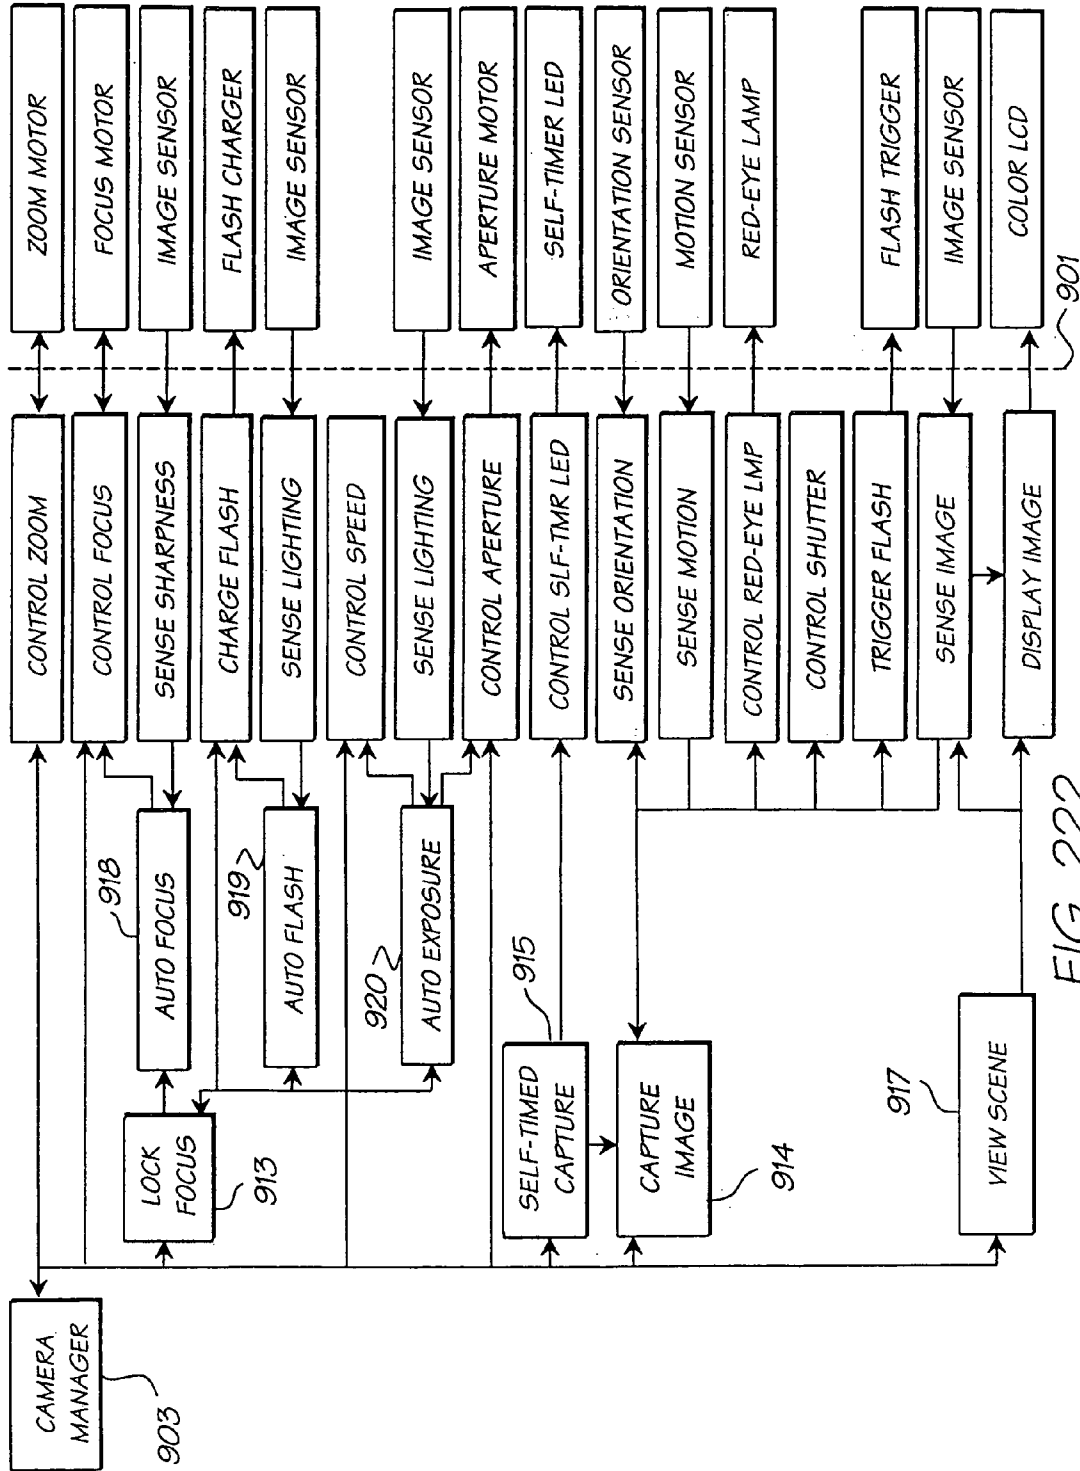 CAMERA
MANAGER
903
LOCK
FOCUS
913
SELF-TIMED
CAPTURE
915
CAPTURE
IMAGE
914
VIEW SCENE
917
AUTO FOCUS
918
AUTO FLASH
919
AUTO EXPOSURE
920
CONTROL ZOOM
CONTROL FOCUS
SENSE SHARPNESS
CHARGE FLASH
SENSE LIGHTING
CONTROL SPEED
SENSE LIGHTING
CONTROL APERTURE
CONTROL SLF-TMR LED
SENSE ORIENTATION
SENSE MOTION
CONTROL RED-EYE LMP
CONTROL SHUTTER
TRIGGER FLASH
SENSE IMAGE
DISPLAY IMAGE
ZOOM MOTOR
FOCUS MOTOR
IMAGE SENSOR
FLASH CHARGER
IMAGE SENSOR
IMAGE SENSOR
APERTURE MOTOR
SELF-TIMER LED
ORIENTATION SENSOR
MOTION SENSOR
RED-EYE LAMP
FLASH TRIGGER
IMAGE SENSOR
COLOR LCD
901
FIG. 222